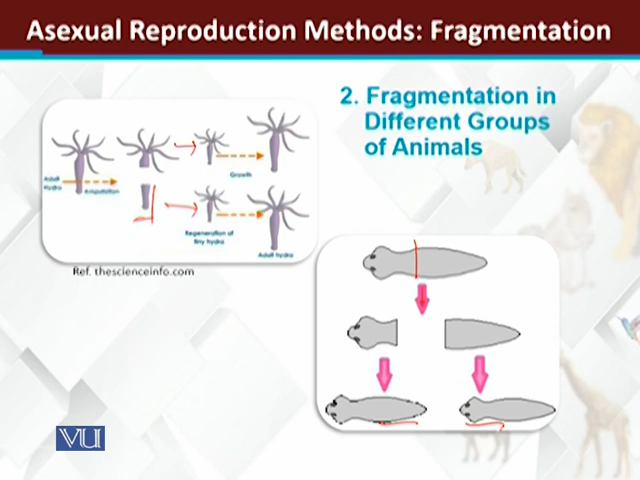 Asexual Reproduction Methods: Fragmentation
2. Fragmentation in
Different Groups
of Animals
Adult
Hydra
Amputation
Growth
Regeneration of
tiny hydra
Adult hydra
Ref. thescienceinfo.com
VU